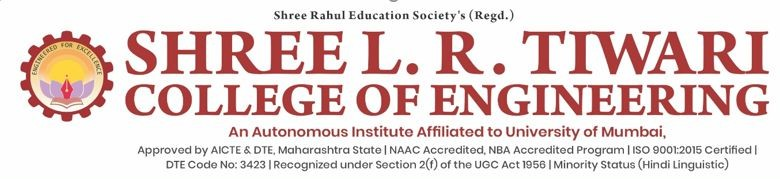 Shree Rahul Education Society's (Regd.)
ENGINEERED FOR EXCELLENCE
SHREE L. R. TIWARI
COLLEGE OF ENGINEERING
An Autonomous Institute Affiliated to University of Mumbai,
Approved by AICTE & DTE, Maharashtra State | NAAC Accredited, NBA Accredited Program | ISO 9001:2015 Certified |
DTE Code No: 3423 | Recognized under Section 2(f) of the UGC Act 1956 | Minority Status (Hindi Linguistic)